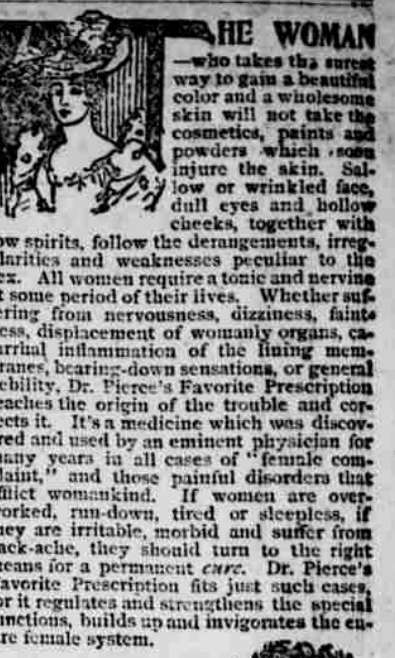 THE WOMAN
—who takes the surest
way to gain a beautiful
color and a wholesome
skin will not take the
cosmetics, paints and
powders which soon
injure the skin. Sal-
low or wrinkled face,
dull eyes and hollow
cheeks, together with
ow spirits, follow the derangements, irreg-
larities and weaknesses peculiar to the
ex. All women require a tonic and nervine
t some period of their lives. Whether suf-
ering from nervousness, dizziness, faint-
ess, displacement of womanly organs, ca-
arrhal inflammation of the lining mem-
ranes, bearing-down sensations, or general
ebility, Dr. Pierce's Favorite Prescription
eaches the origin of the trouble and cor-
ects it. It's a medicine which was discov-
red and used by an eminent physician for
many years in all cases of "female com-
laint," and those painful disorders that
fflict womankind. If women are over-
orked, run-down, tired or sleepless, if
hey are irritable, morbid and suffer from
ack-ache, they should turn to the right
neans for a permanent cure. Dr. Pierce's
avorite Prescription fits just such cases,
or it regulates and strengthens the special
unctions, builds up and invigorates the en-
re female system.